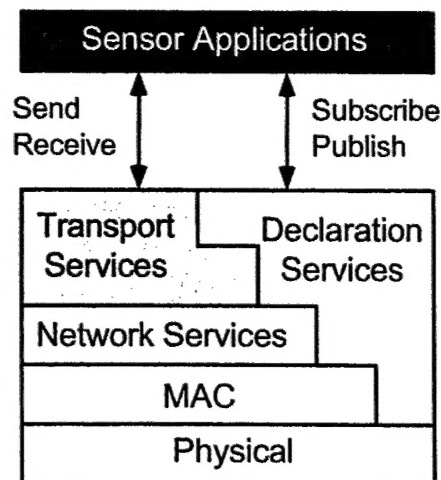 Sensor Applications
Send
Receive
Subscribe
Publish
Transport
Services
Declaration
Services
Network Services
MAC
Physical